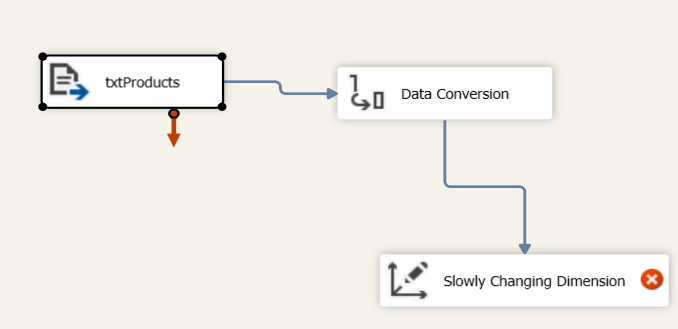 txtProducts
Data Conversion
Slowly Changing Dimension